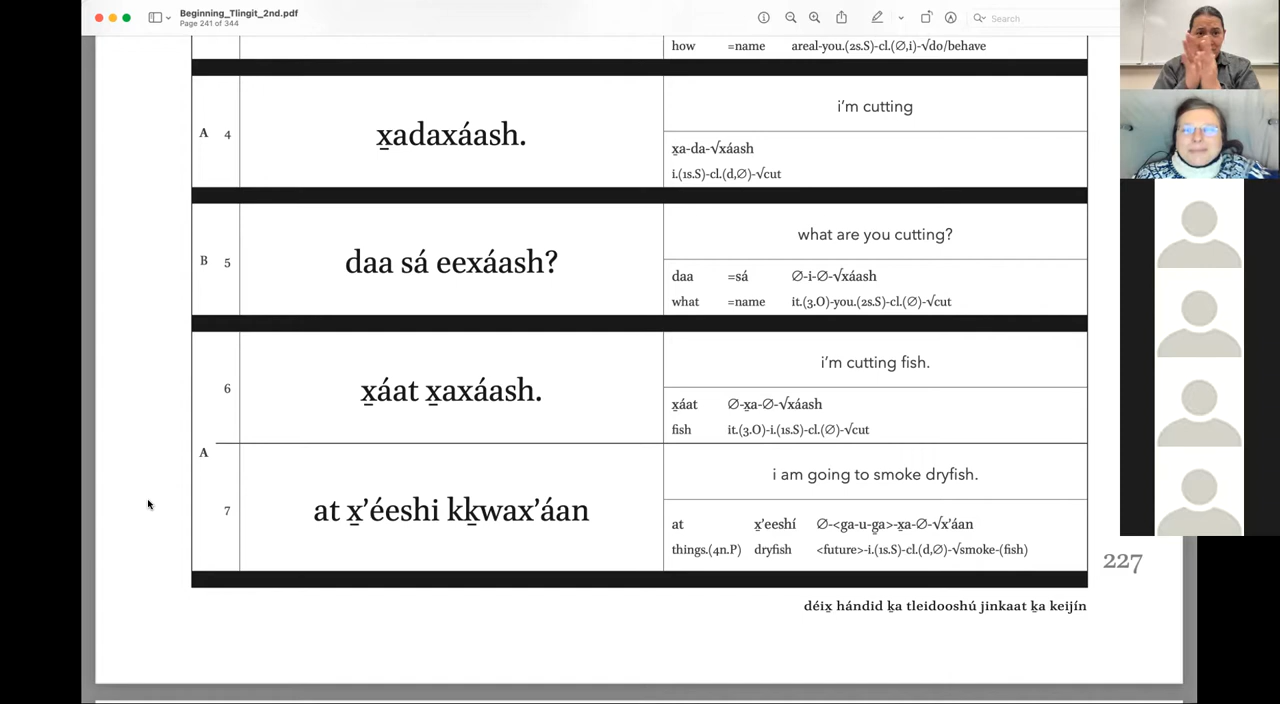 Beginning_Tlingit_2nd.pdf
Page 241 of 344
Search
how =name areal-you.(2s.S)-cl.(∅,i)-√do/behave
A 4 x̲adaxáash. i'm cutting
x̲a-da-√xáash
i.(1s.S)-cl.(d,∅)-√cut
B 5 daa sá eexáash? what are you cutting?
daa =sá ∅-i-∅-√xáash
what =name it.(3.O)-you.(2s.S)-cl.(∅)-√cut
6 x̲áat x̲axáash. i'm cutting fish.
x̲áat ∅-x̲a-∅-√xáash
fish it.(3.O)-i.(1s.S)-cl.(∅)-√cut
A
7 at x̲'éeshi kk̲wax'áan i am going to smoke dryfish.
at x̲'eeshí ∅-<ga-u-g̲a>-x̲a-∅-√x'áan
things.(4n.P) dryfish <future>-i.(1s.S)-cl.(d,∅)-√smoke-(fish)
227
déix̲ hándid k̲a tleidooshú jinkaat k̲a keijín